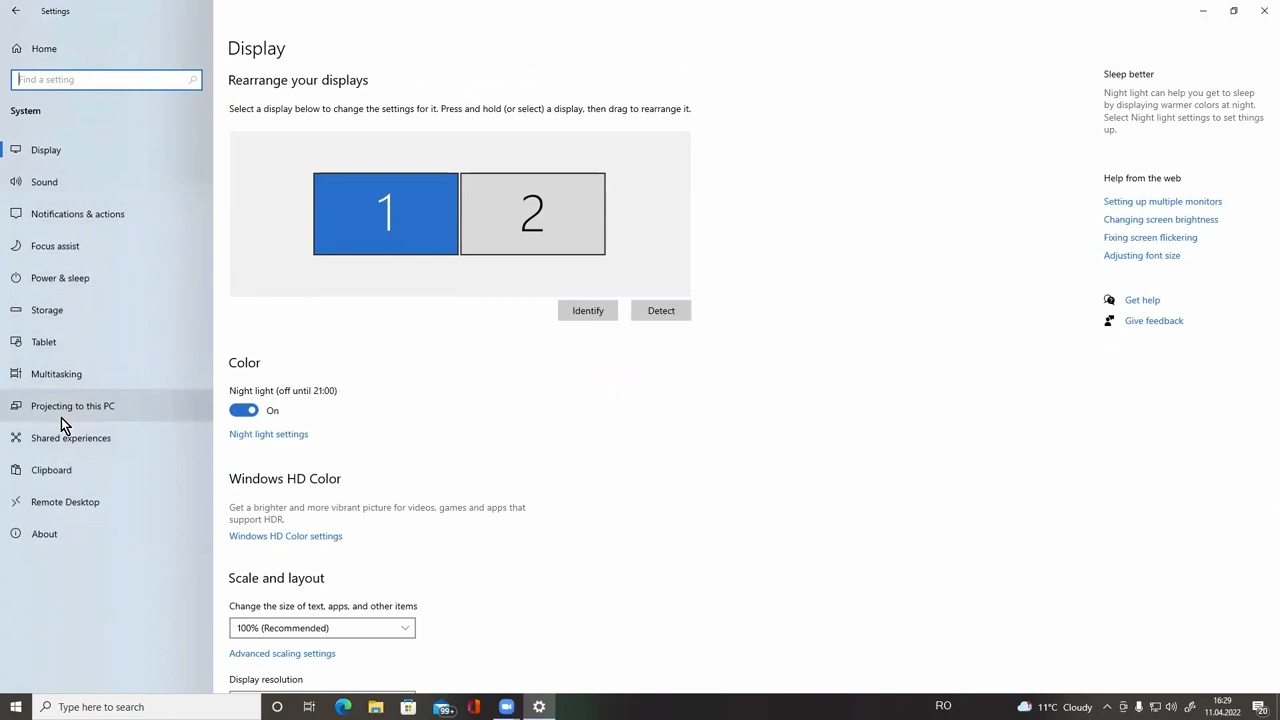 Settings
Home
Find a setting
System
Display
Sound
Notifications & actions
Focus assist
Power & sleep
Storage
Tablet
Multitasking
Projecting to this PC
Shared experiences
Clipboard
Remote Desktop
About
Display
Rearrange your displays
Select a display below to change the settings for it. Press and hold (or select) a display, then drag to rearrange it.
1
2
Identify
Detect
Color
Night light (off until 21:00)
On
Night light settings
Windows HD Color
Get a brighter and more vibrant picture for videos, games and apps that
support HDR.
Windows HD Color settings
Scale and layout
Change the size of text, apps, and other items
100% (Recommended)
Advanced scaling settings
Display resolution
Sleep better
Night light can help you get to sleep
by displaying warmer colors at night.
Select Night light settings to set things
up.
Help from the web
Setting up multiple monitors
Changing screen brightness
Fixing screen flickering
Adjusting font size
Get help
Give feedback
Type here to search
99+
RO
11°C Cloudy
16:29
11.04.2022
20